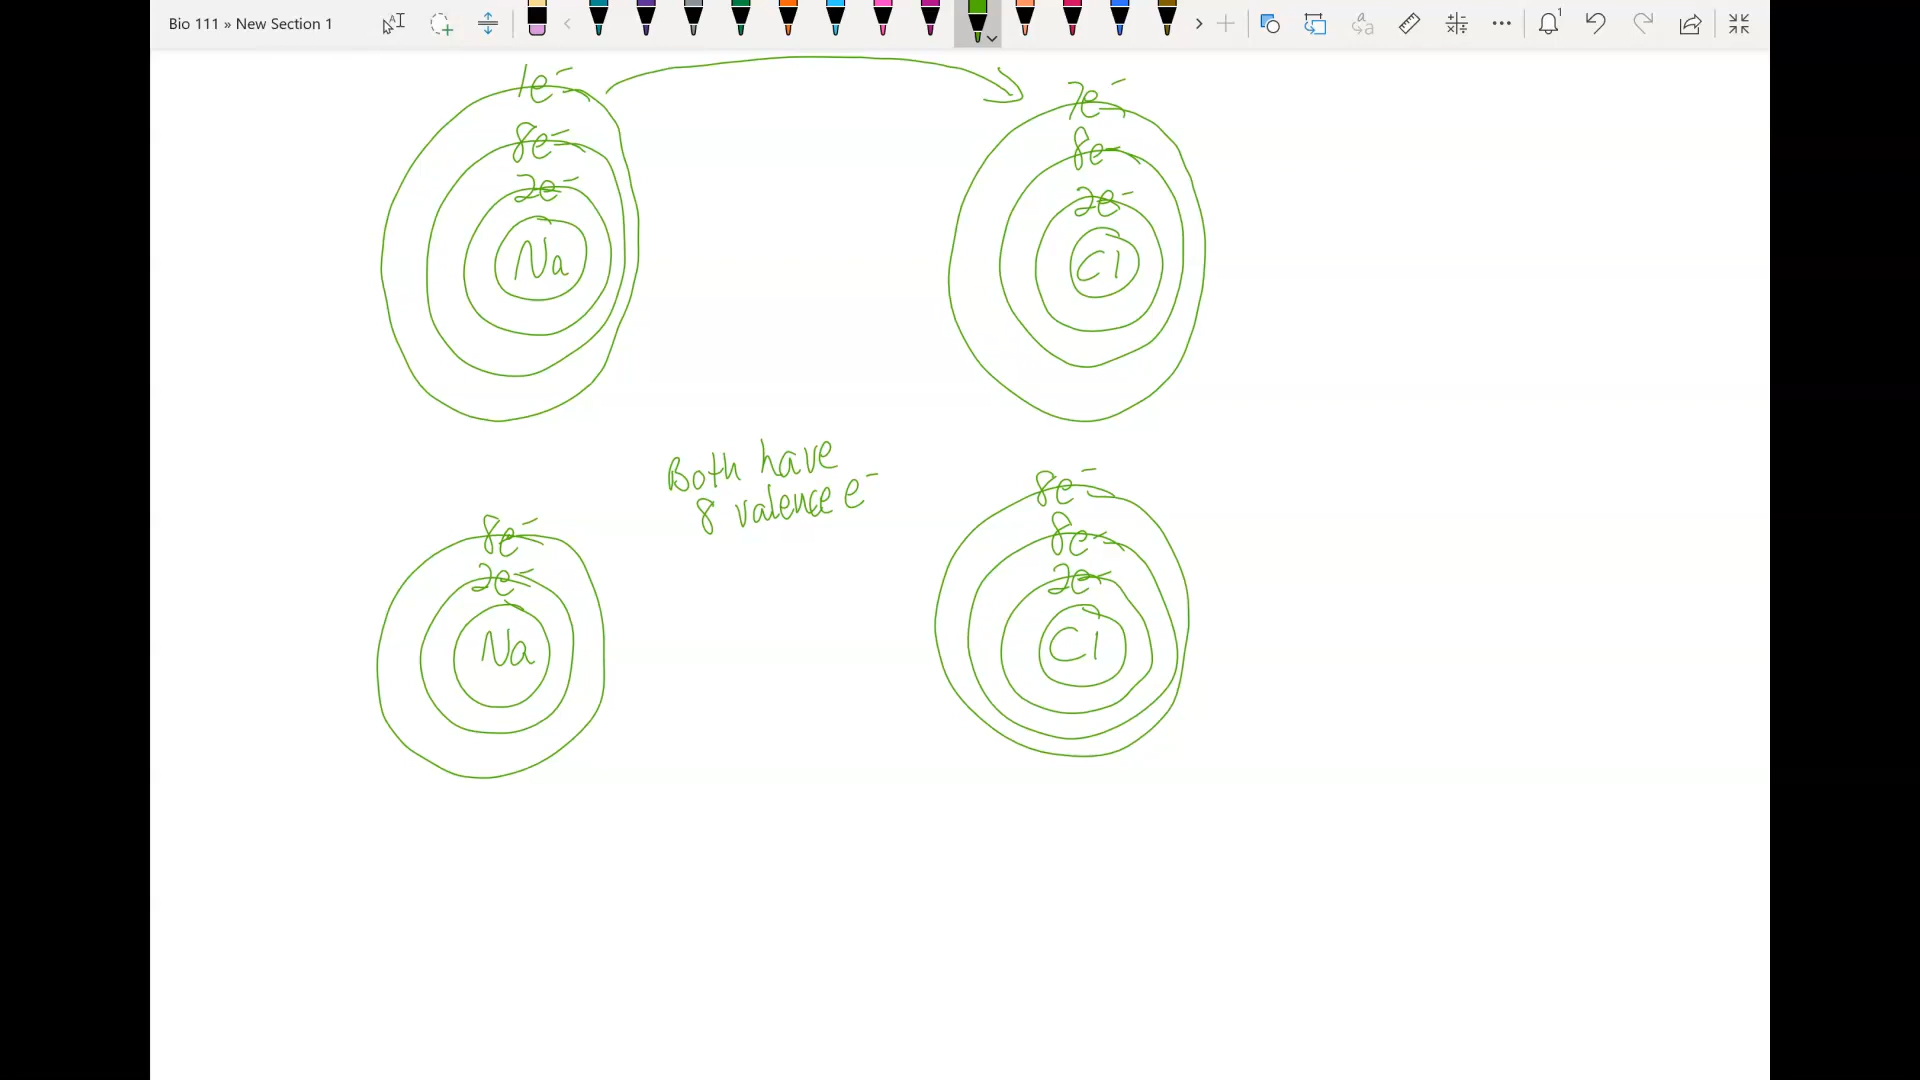 Bio 111 » New Section 1
1e⁻
8e⁻
2e⁻
Na
7e⁻
8e⁻
2e⁻
Cl
Both have
8 valence e⁻
8e⁻
2e⁻
Na
8e⁻
8e⁻
2e⁻
Cl